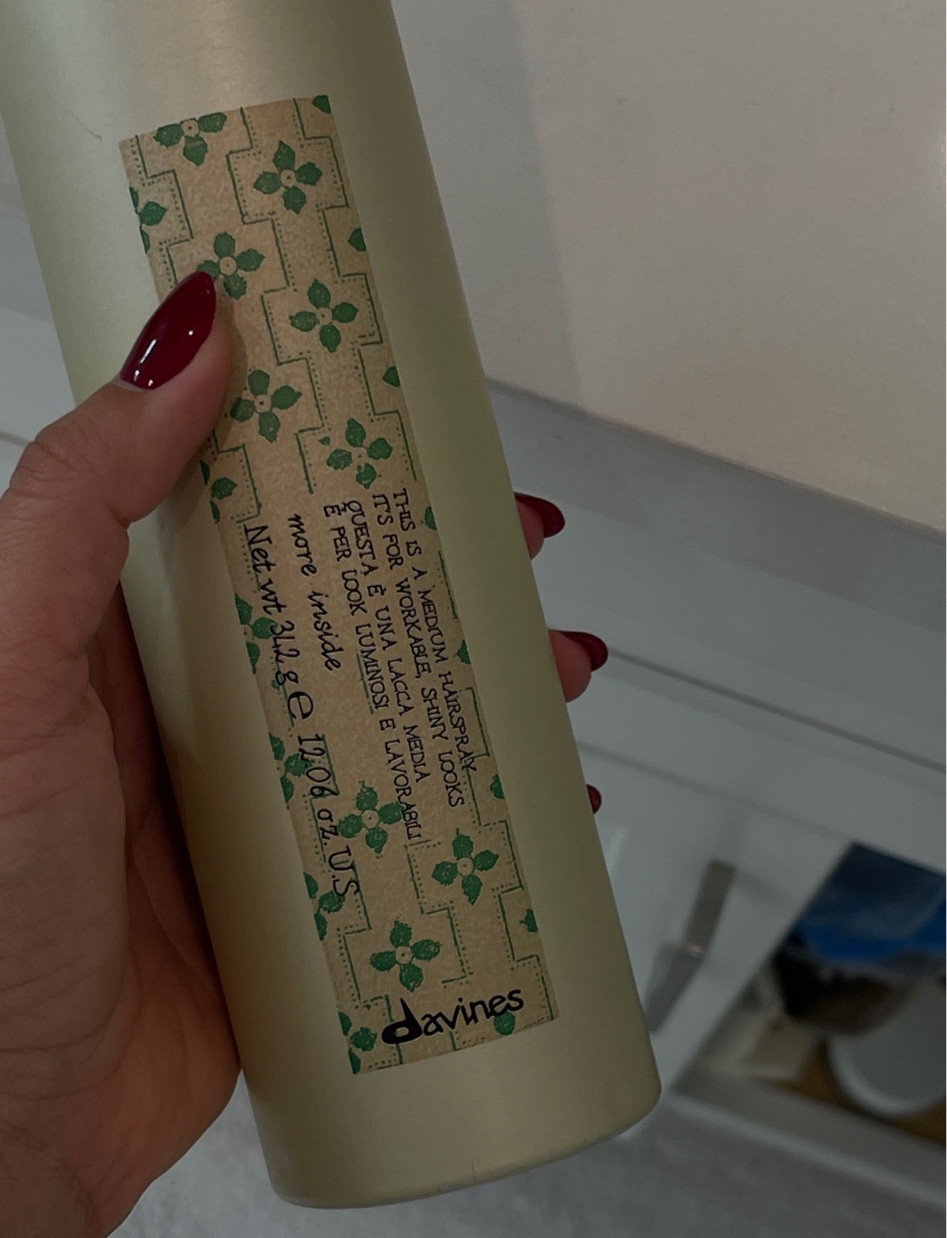 THIS IS A MEDIUM HAIRSPRAY
IT'S FOR WORKABLE, SHINY LOOKS
QUESTA È UNA LACCA MEDIA
È PER LOOK LUMINOSI E LAVORABILI
more inside
Net wt 342 g e 12.06 oz. U.S
davines